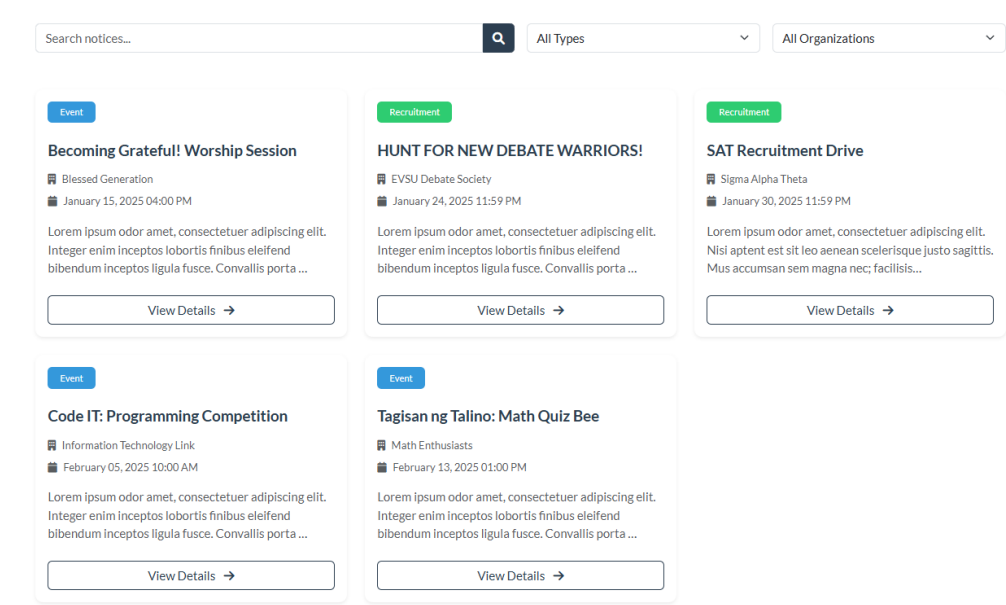 Search notices...
All Types
All Organizations
Event
Becoming Grateful! Worship Session
Blessed Generation
January 15, 2025 04:00 PM
Lorem ipsum odor amet, consectetuer adipiscing elit.
Integer enim inceptos lobortis finibus eleifend
bibendum inceptos ligula fusce. Convallis porta ...
View Details →
Recruitment
HUNT FOR NEW DEBATE WARRIORS!
EVSU Debate Society
January 24, 2025 11:59 PM
Lorem ipsum odor amet, consectetuer adipiscing elit.
Integer enim inceptos lobortis finibus eleifend
bibendum inceptos ligula fusce. Convallis porta ...
View Details →
Recruitment
SAT Recruitment Drive
Sigma Alpha Theta
January 30, 2025 11:59 PM
Lorem ipsum odor amet, consectetuer adipiscing elit.
Nisi aptent est sit leo aenean scelerisque justo sagittis.
Mus accumsan sem magna nec; facilisis...
View Details →
Event
Code IT: Programming Competition
Information Technology Link
February 05, 2025 10:00 AM
Lorem ipsum odor amet, consectetuer adipiscing elit.
Integer enim inceptos lobortis finibus eleifend
bibendum inceptos ligula fusce. Convallis porta ...
View Details →
Event
Tagisan ng Talino: Math Quiz Bee
Math Enthusiasts
February 13, 2025 01:00 PM
Lorem ipsum odor amet, consectetuer adipiscing elit.
Integer enim inceptos lobortis finibus eleifend
bibendum inceptos ligula fusce. Convallis porta ...
View Details →